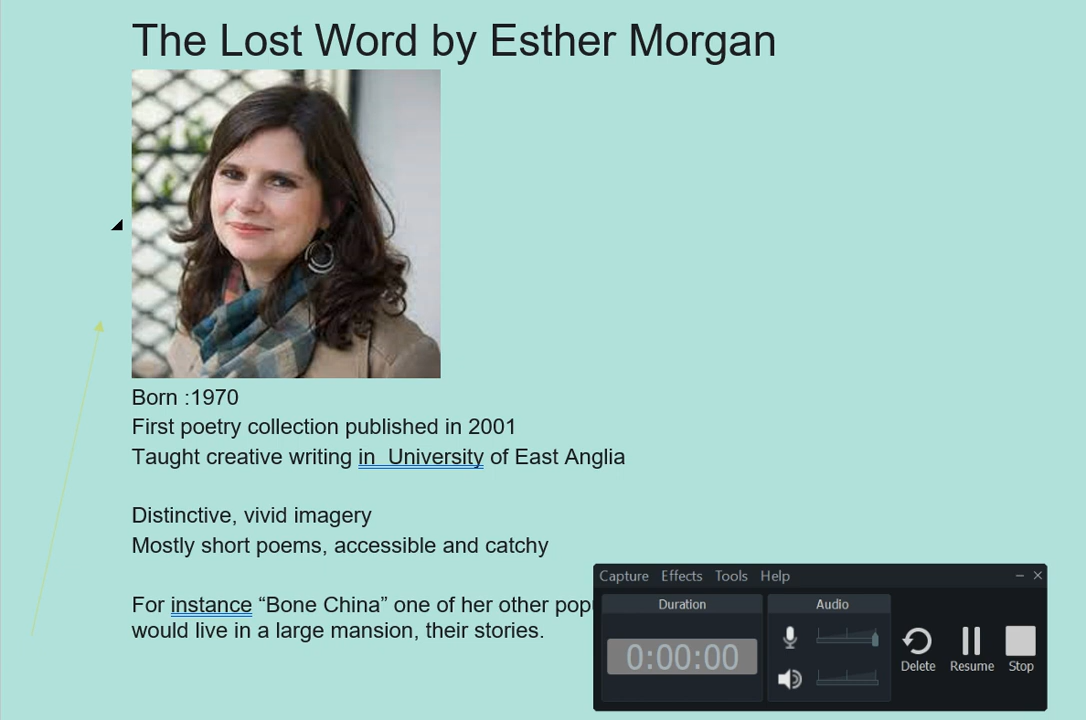 The Lost Word by Esther Morgan
Born :1970
First poetry collection published in 2001
Taught creative writing in  University of East Anglia
Distinctive, vivid imagery
Mostly short poems, accessible and catchy
For instance “Bone China” one of her other
would live in a large mansion, their stories.
Capture Effects Tools Help
Duration
Audio
0:00:00
Delete
Resume
Stop